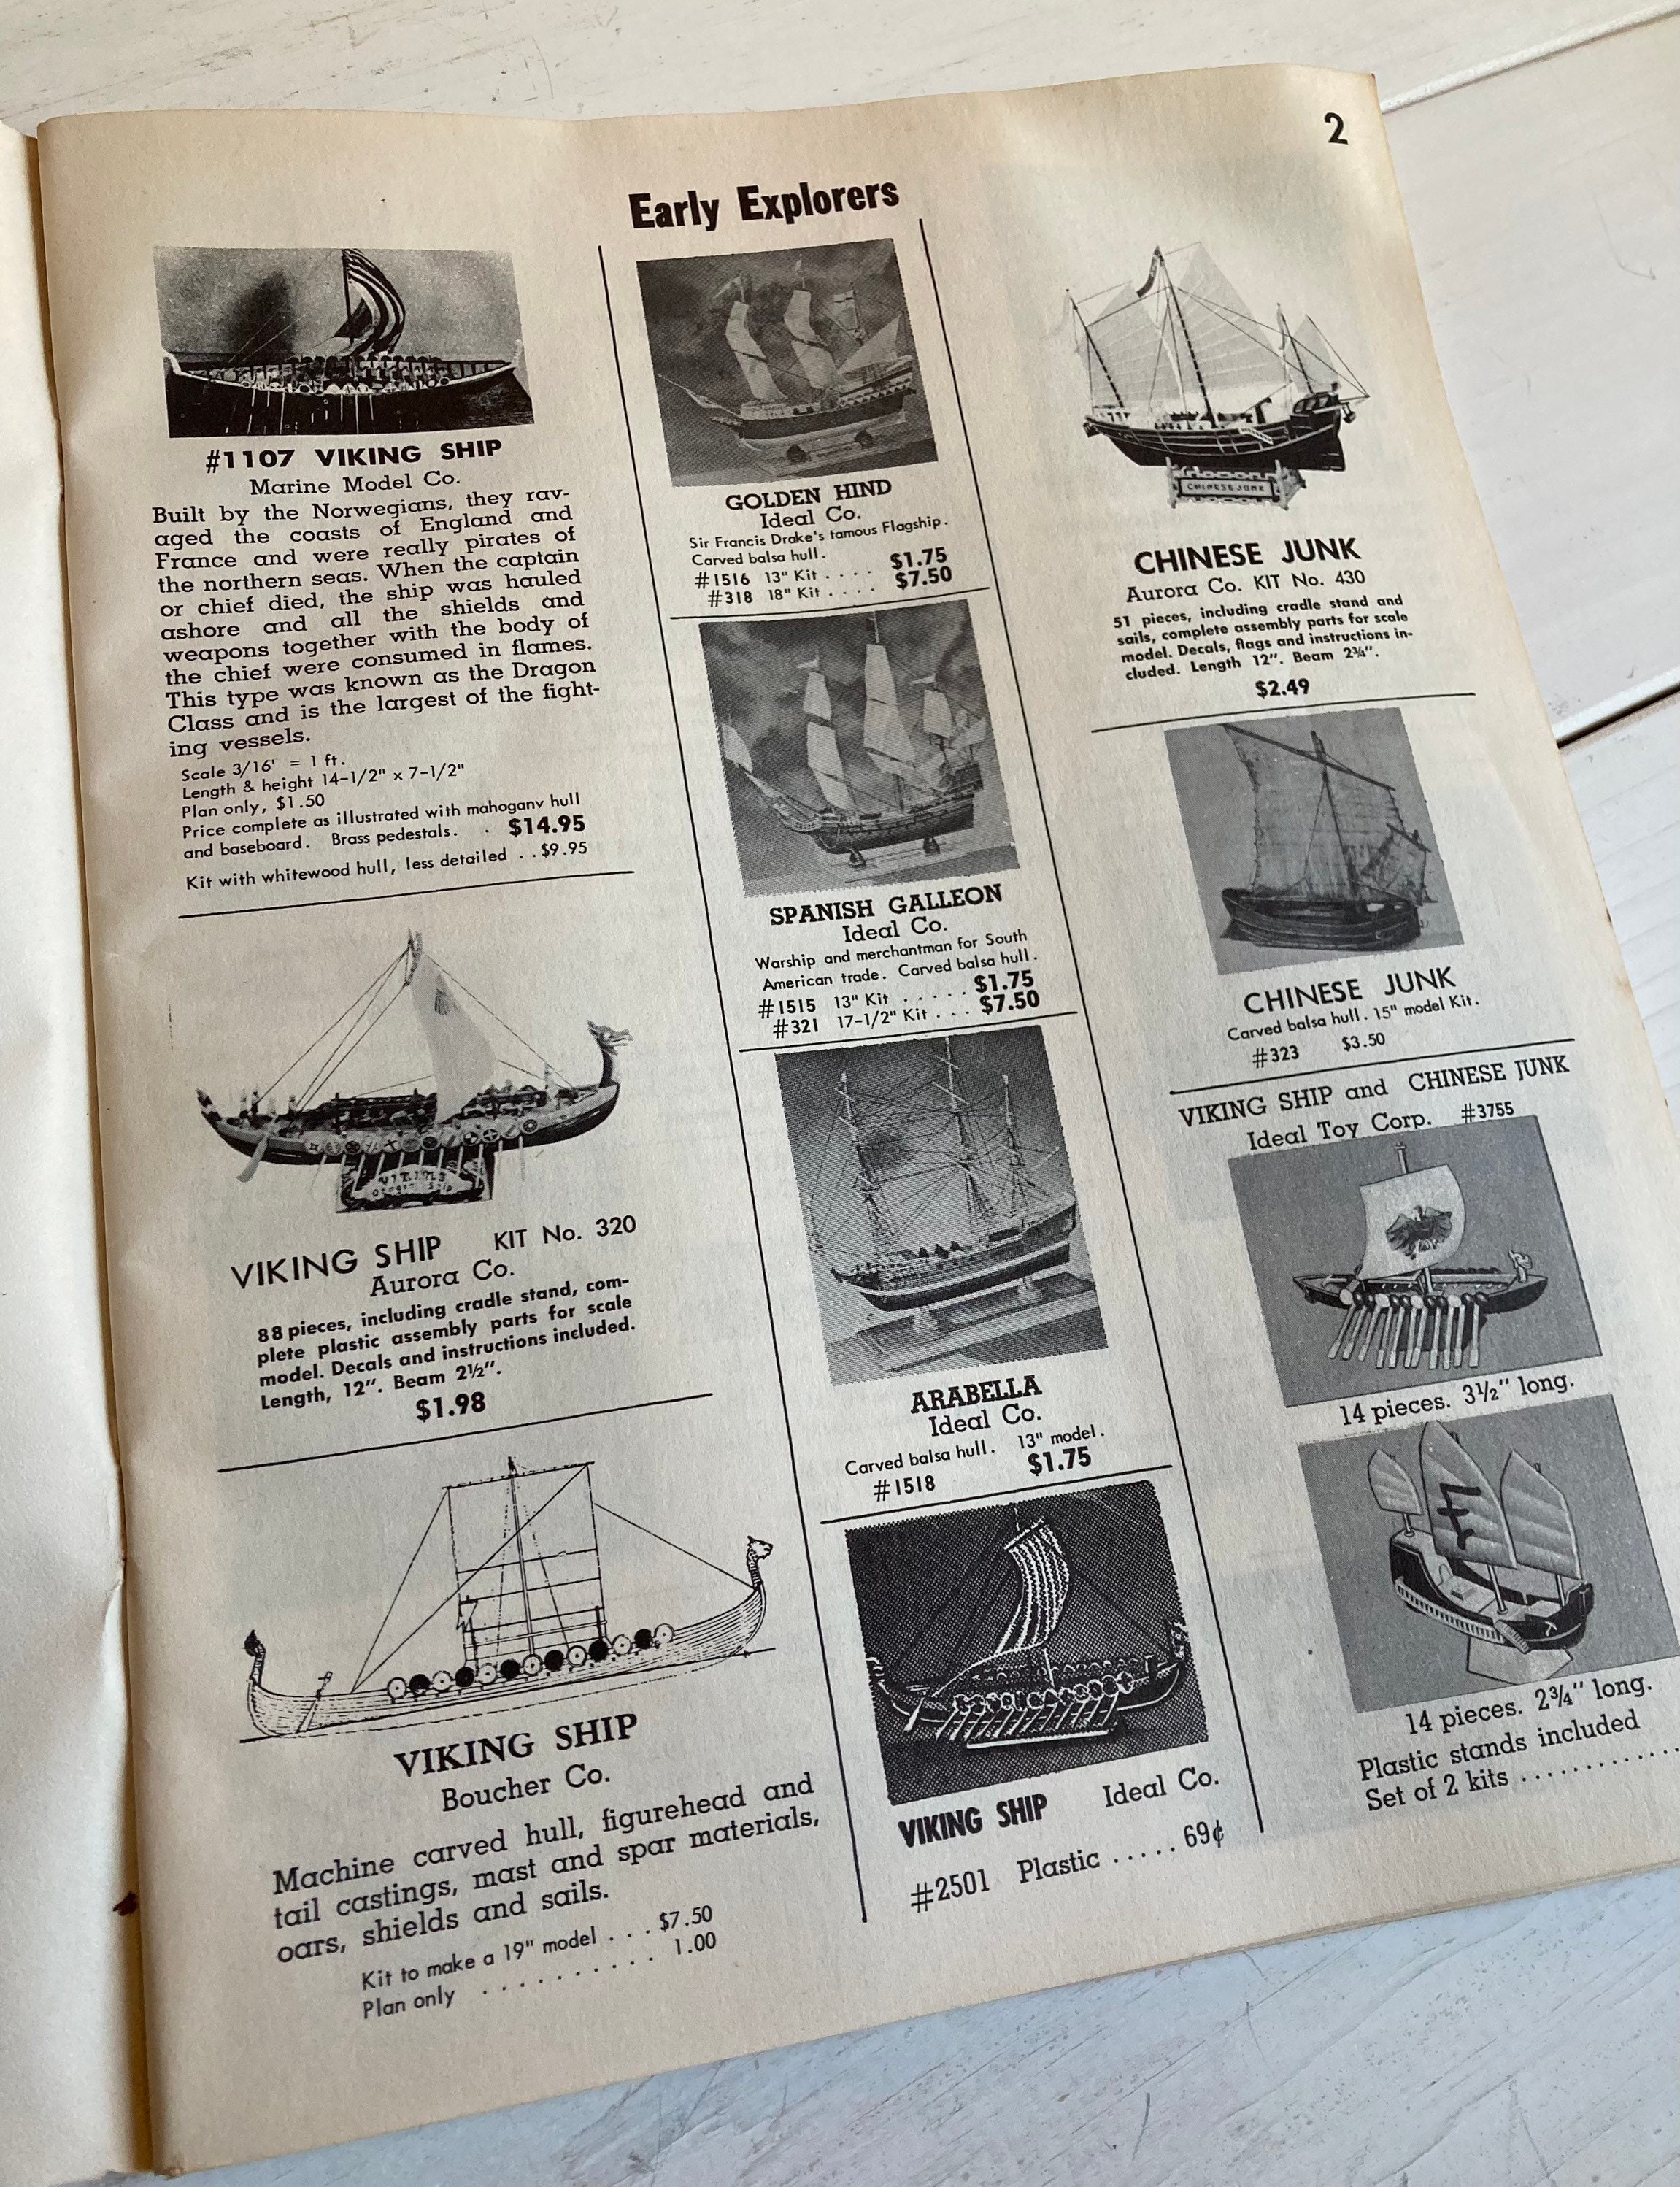 2
Early Explorers
#1107 VIKING SHIP
Marine Model Co.
Built by the Norwegians, they rav-
aged the coasts of England and
France and were really pirates of
the northern seas. When the captain
or chief died, the ship was hauled
ashore and all the shields and
weapons together with the body of
the chief were consumed in flames.
This type was known as the Dragon
Class and is the largest of the fight-
ing vessels.
Scale 3/16' = 1 ft.
Length & height 14-1/2" x 7-1/2"
Plan only, $1.50
Price complete as illustrated with mahogany hull
and baseboard. Brass pedestals. . $14.95
Kit with whitewood hull, less detailed . . $9.95
VIKING SHIP KIT No. 320
Aurora Co.
88 pieces, including cradle stand, com-
plete plastic assembly parts for scale
model. Decals and instructions included.
Length, 12". Beam 2½".
$1.98
VIKING SHIP
Boucher Co.
Machine carved hull, figurehead and
tail castings, mast and spar materials,
oars, shields and sails.
Kit to make a 19" model . . . $7.50
Plan only . . . . . . . . . 1.00
GOLDEN HIND
Ideal Co.
Sir Francis Drake's famous Flagship.
Carved balsa hull.
#1516 13" Kit . . . . $1.75
#318 18" Kit . . . . $7.50
SPANISH GALLEON
Ideal Co.
Warship and merchantman for South
American trade. Carved balsa hull.
#1515 13" Kit . . . . . $1.75
#321 17-1/2" Kit . . . $7.50
ARABELLA
Ideal Co.
Carved balsa hull. 13" model.
#1518 $1.75
VIKING SHIP Ideal Co.
#2501 Plastic . . . . . 69¢
CHINESE JUNK
CHINESE JUNK
Aurora Co. KIT No. 430
51 pieces, including cradle stand and
sails, complete assembly parts for scale
model. Decals, flags and instructions in-
cluded. Length 12". Beam 2¾".
$2.49
CHINESE JUNK
Carved balsa hull. 15" model Kit.
#323 $3.50
VIKING SHIP and CHINESE JUNK
Ideal Toy Corp. #3755
14 pieces. 3½" long.
14 pieces. 2¾" long.
Plastic stands included
Set of 2 kits . . . . . . . . . . . .